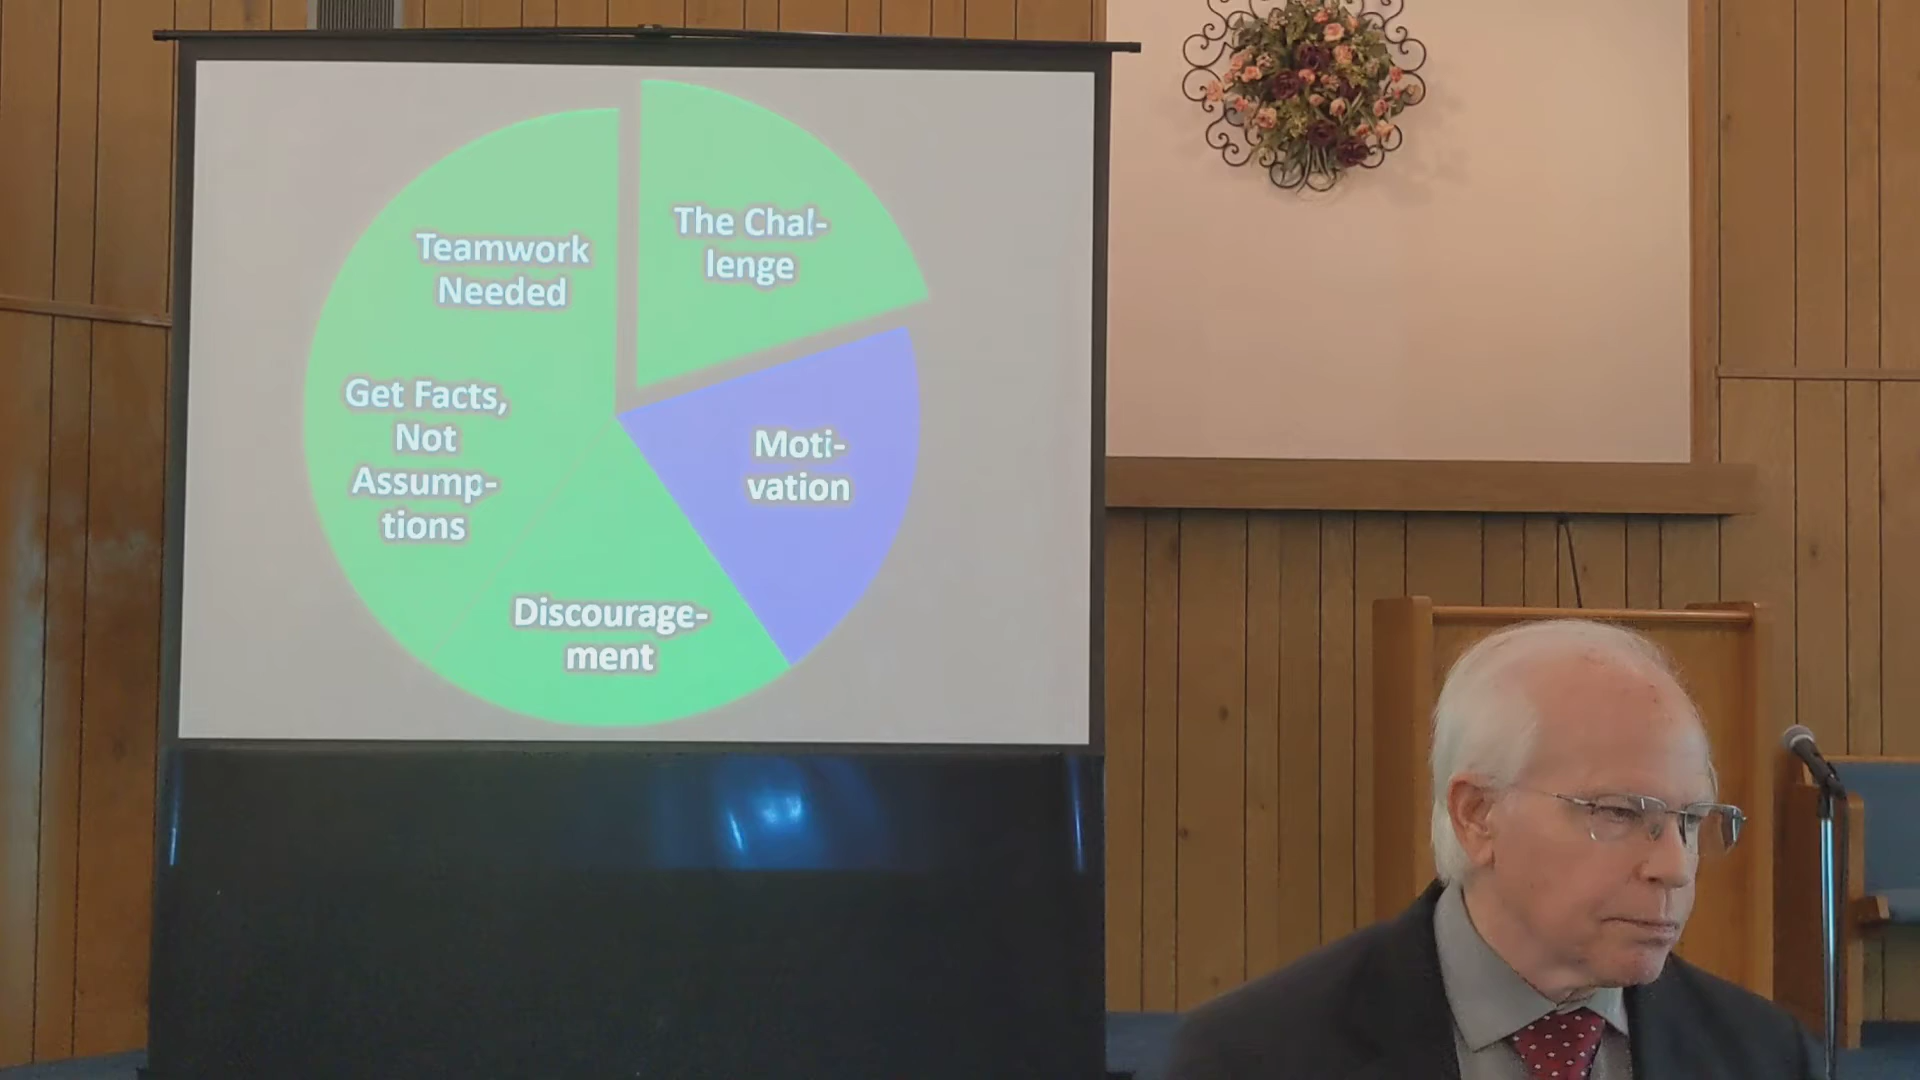 The Chal-
lenge
Moti-
vation
Discourage-
ment
Get Facts,
Not
Assump-
tions
Teamwork
Needed